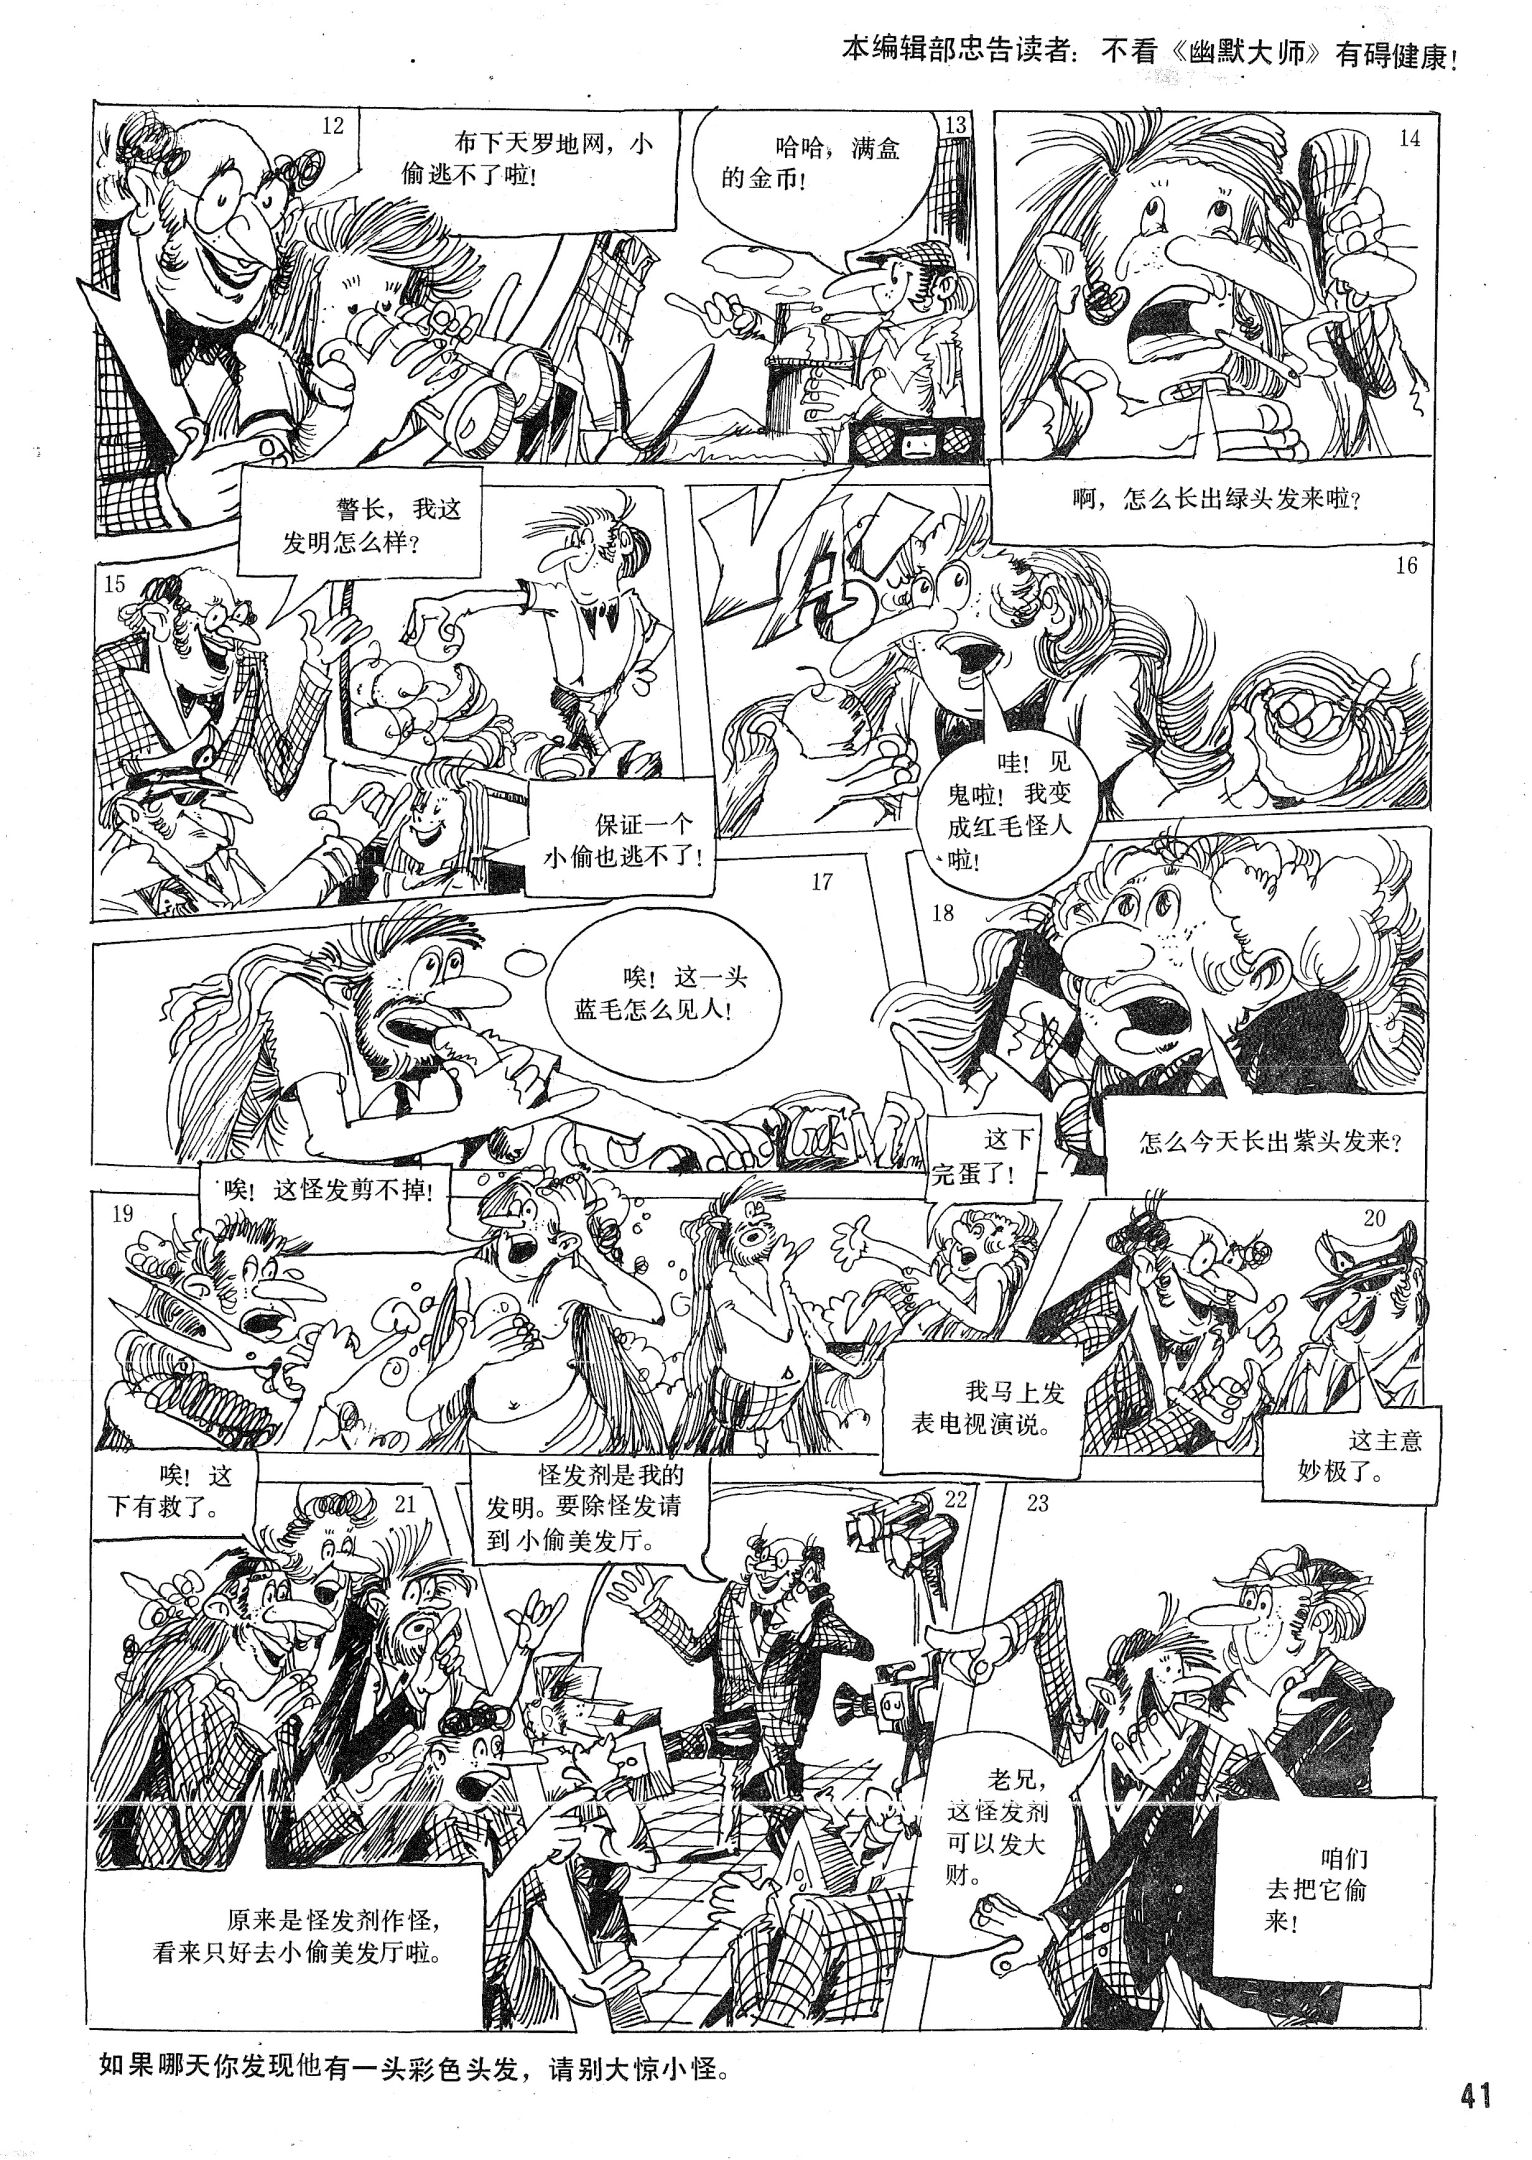 本编辑部忠告读者：不看《幽默大师》有碍健康！
12
布下天罗地网，小
偷逃不了啦！
13
哈哈，满盒
的金币！
14
啊，怎么长出绿头发来啦？
15
警长，我这
发明怎么样？
保证一个
小偷也逃不了！
16
哇！见
鬼啦！我变
成红毛怪人
啦！
17
唉！这一头
蓝毛怎么见人！
18
怎么今天长出紫头发来？
19
唉！这怪发剪不掉！
这下
完蛋了！
20
我马上发
表电视演说。
这主意
妙极了。
21
唉！这
下有救了。
原来是怪发剂作怪，
看来只好去小偷美发厅啦。
22
怪发剂是我的
发明。要除怪发请
到小偷美发厅。
23
老兄，
这怪发剂
可以发大
财。
咱们
去把它偷
来！
如果哪天你发现他有一头彩色头发，请别大惊小怪。
41